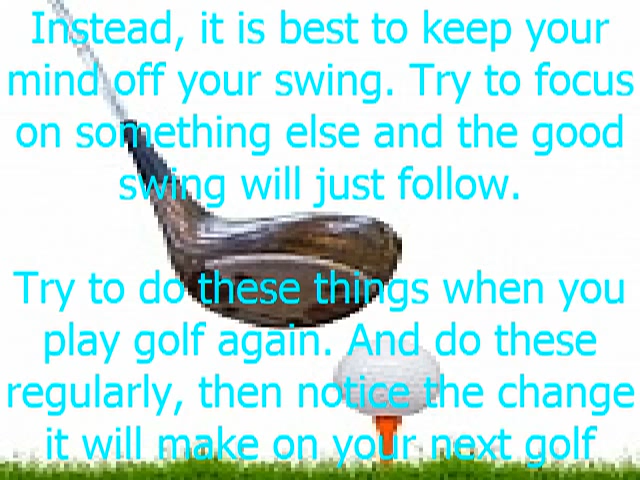 Instead, it is best to keep your
mind off your swing. Try to focus
on something else and the good
swing will just follow.
Try to do these things when you
play golf again. And do these
regularly, then notice the change
it will make on your next golf